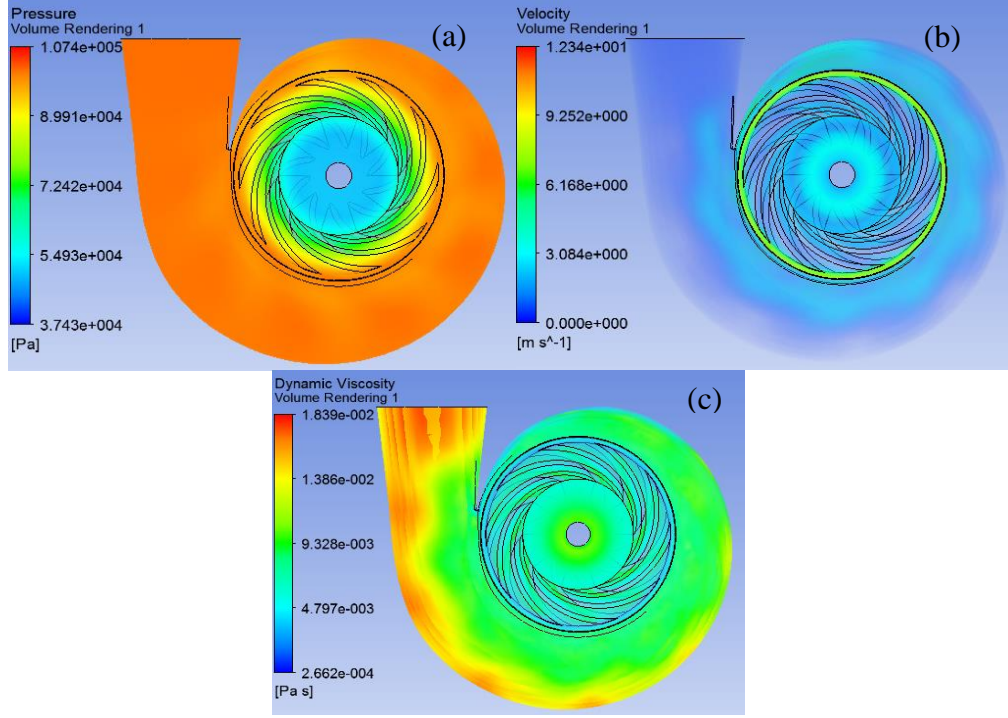 Pressure
Volume Rendering 1
(a)
1.074e+005
8.991e+004
7.242e+004
5.493e+004
3.743e+004
[Pa]
Velocity
Volume Rendering 1
(b)
1.234e+001
9.252e+000
6.168e+000
3.084e+000
0.000e+000
[m s^-1]
Dynamic Viscosity
Volume Rendering 1
(c)
1.839e-002
1.386e-002
9.328e-003
4.797e-003
2.662e-004
[Pa s]